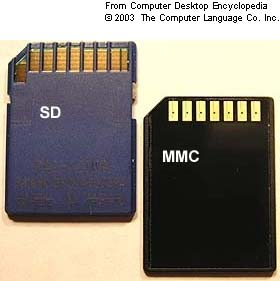 From Computer Desktop Encyclopedia
© 2003 The Computer Language Co. Inc.
SD
MMC